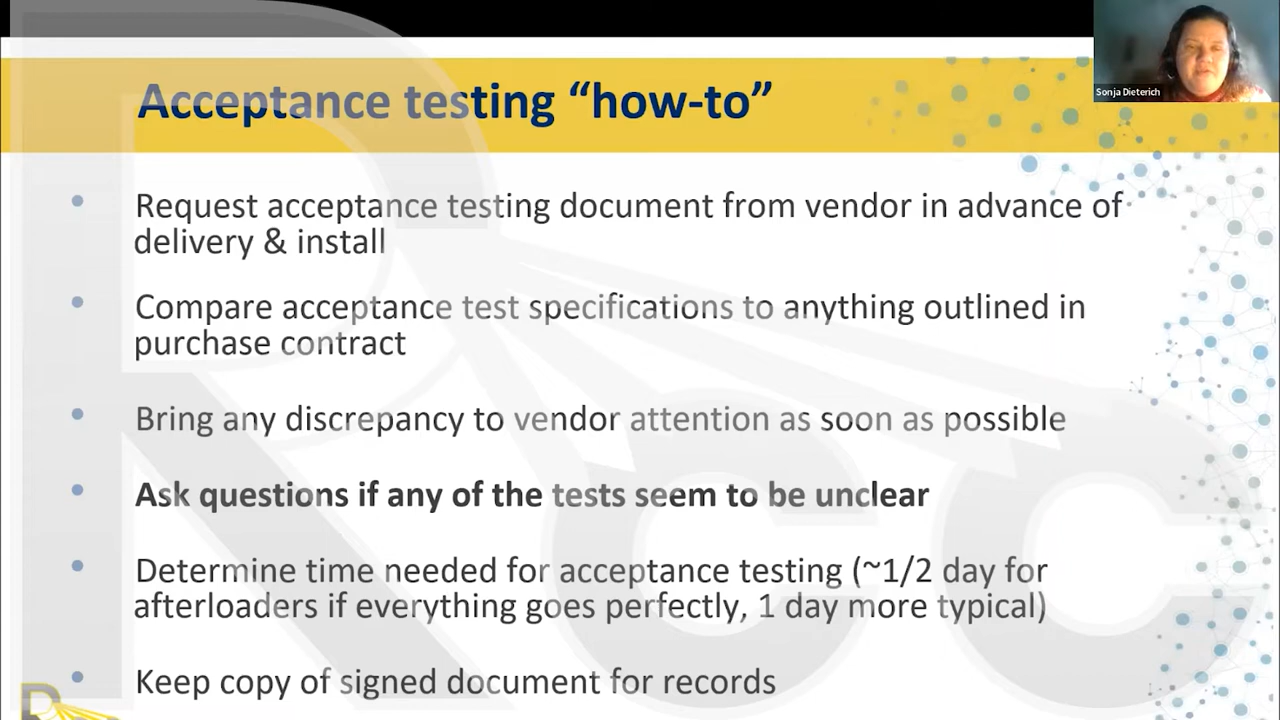 Sonja Dieterich
Acceptance testing “how-to”
• Request acceptance testing document from vendor in advance of
delivery & install
• Compare acceptance test specifications to anything outlined in
purchase contract
• Bring any discrepancy to vendor attention as soon as possible
• Ask questions if any of the tests seem to be unclear
• Determine time needed for acceptance testing (~1/2 day for
afterloaders if everything goes perfectly, 1 day more typical)
• Keep copy of signed document for records
Rcc